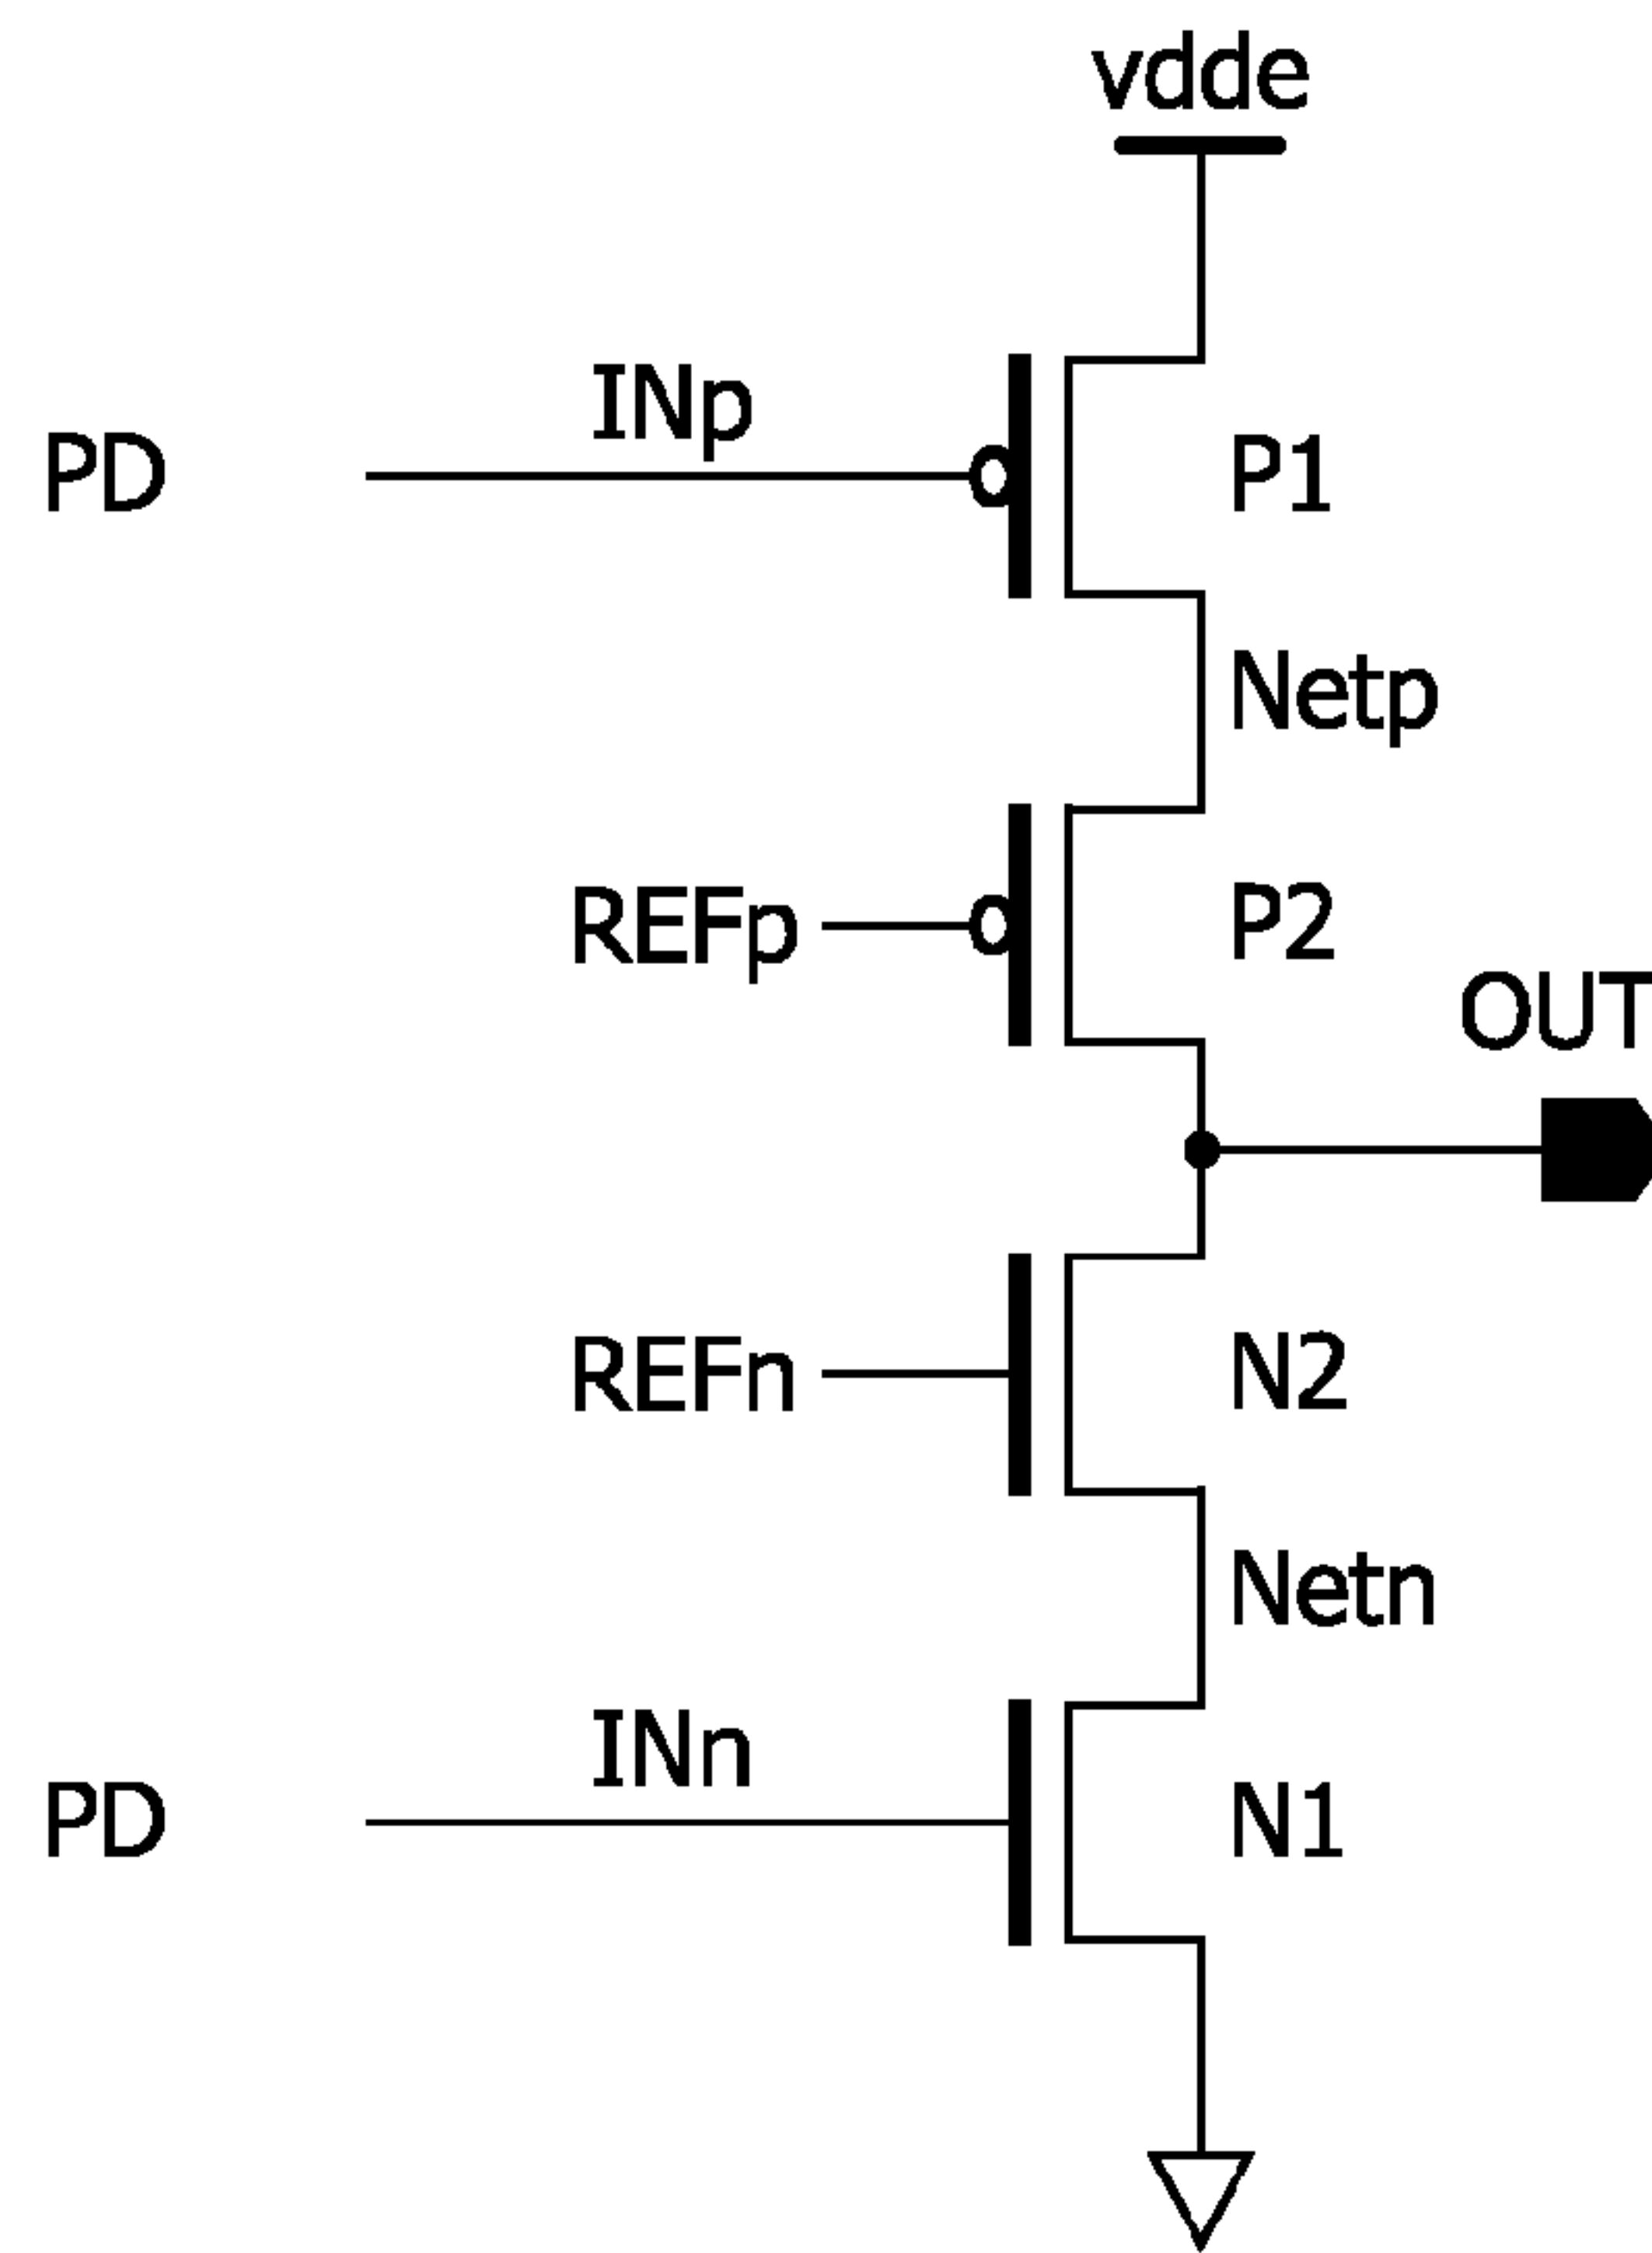 vdde
INp
PD
P1
Netp
REFp
P2
OUT
REFn
N2
Netn
INn
PD
N1